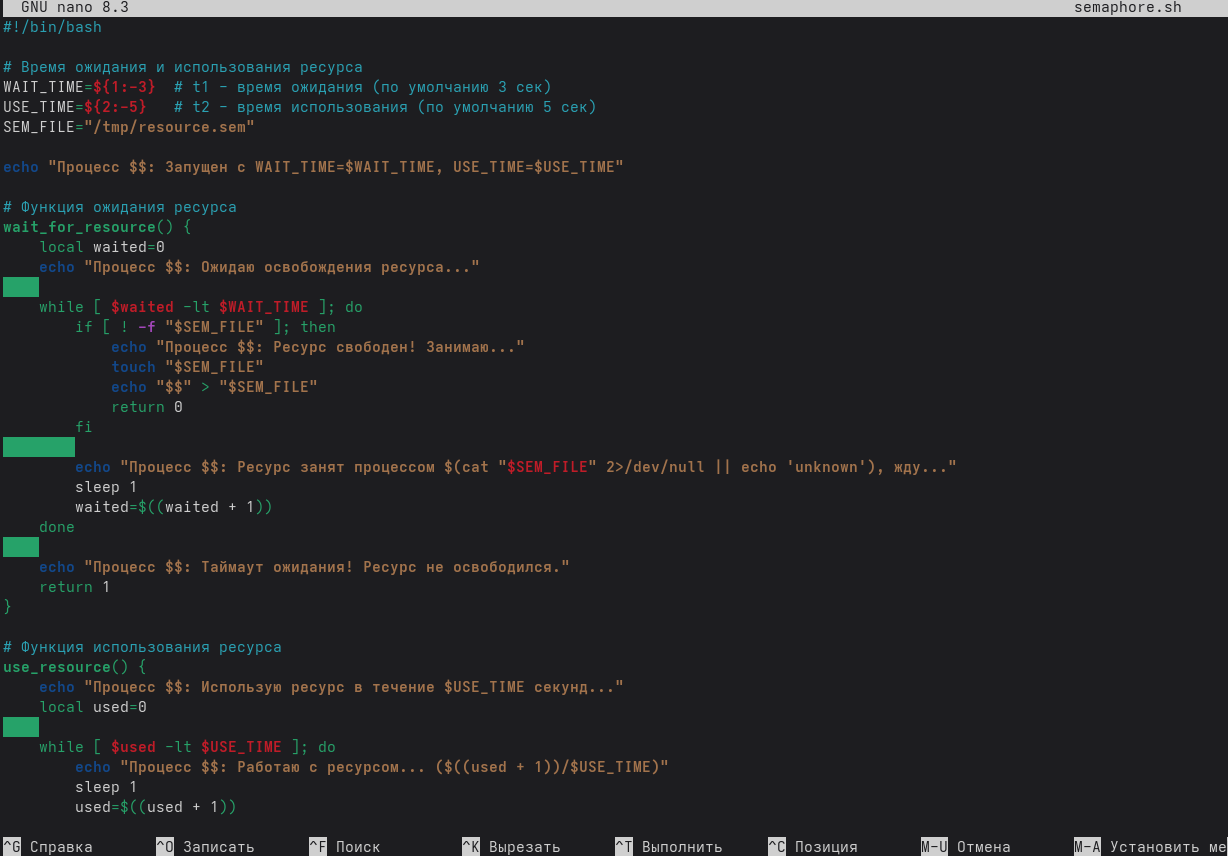 GNU nano 8.3 semaphore.sh
#!/bin/bash
# Время ожидания и использования ресурса
WAIT_TIME=${1:-3}  # t1 - время ожидания (по умолчанию 3 сек)
USE_TIME=${2:-5}   # t2 - время использования (по умолчанию 5 сек)
SEM_FILE="/tmp/resource.sem"
echo "Процесс $$: Запущен с WAIT_TIME=$WAIT_TIME, USE_TIME=$USE_TIME"
# Функция ожидания ресурса
wait_for_resource() {
    local waited=0
    echo "Процесс $$: Ожидаю освобождения ресурса..."
    while [ $waited -lt $WAIT_TIME ]; do
        if [ ! -f "$SEM_FILE" ]; then
            echo "Процесс $$: Ресурс свободен! Занимаю..."
            touch "$SEM_FILE"
            echo "$$" > "$SEM_FILE"
            return 0
        fi
        echo "Процесс $$: Ресурс занят процессом $(cat "$SEM_FILE" 2>/dev/null || echo 'unknown'), жду..."
        sleep 1
        waited=$((waited + 1))
    done
    echo "Процесс $$: Таймаут ожидания! Ресурс не освободился."
    return 1
}
# Функция использования ресурса
use_resource() {
    echo "Процесс $$: Использую ресурс в течение $USE_TIME секунд..."
    local used=0
    while [ $used -lt $USE_TIME ]; do
        echo "Процесс $$: Работаю с ресурсом... ($((used + 1))/$USE_TIME)"
        sleep 1
        used=$((used + 1))
^G Справка ^O Записать ^F Поиск ^K Вырезать ^T Выполнить ^C Позиция M-U Отмена M-A Установить ме